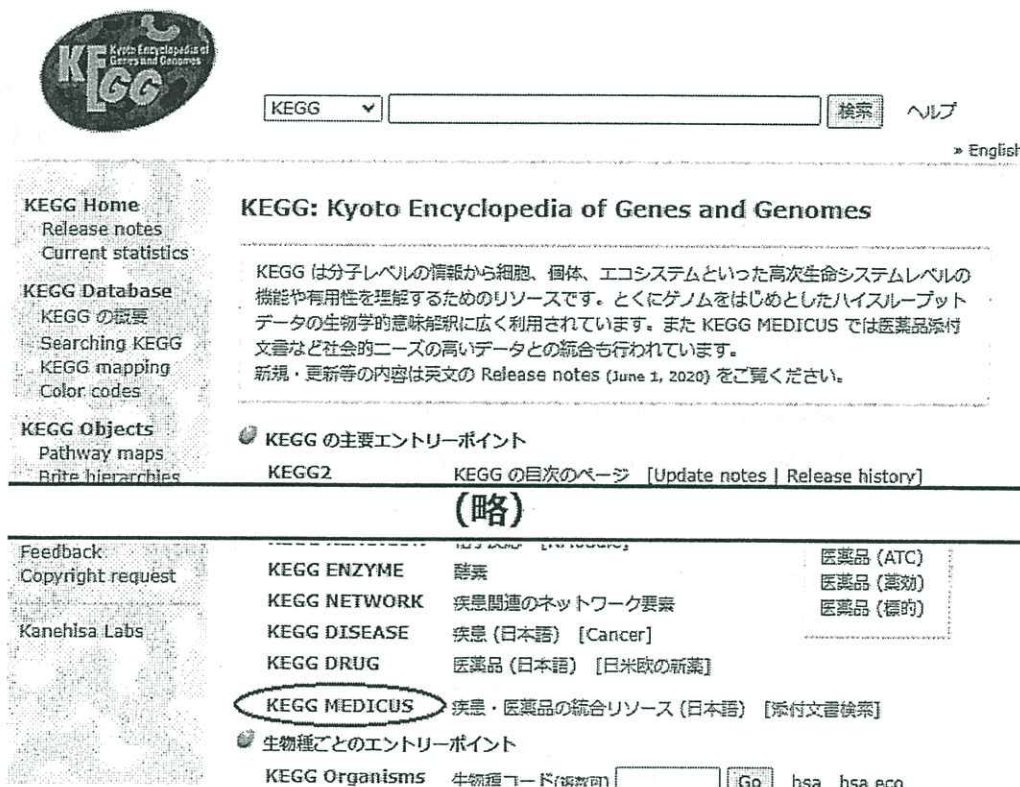 KEGG
Kyoto Encyclopedia of
Genes and Genomes
KEGG
検索
ヘルプ
» English
KEGG Home
Release notes
Current statistics
KEGG Database
KEGG の概要
Searching KEGG
KEGG mapping
Color codes
KEGG Objects
Pathway maps
Brite hierarchies
KEGG: Kyoto Encyclopedia of Genes and Genomes
KEGG は分子レベルの情報から細胞、個体、エコシステムといった高次生命システムレベルの
機能や有用性を理解するためのリソースです。とくにゲノムをはじめとしたハイスループット
データの生物学的意味解釈に広く利用されています。また KEGG MEDICUS では医薬品添付
文書など社会的ニーズの高いデータとの統合も行われています。
新規・更新等の内容は英文の Release notes (June 1, 2020) をご覧ください。
KEGG の主要エントリーポイント
KEGG2 KEGG の目次のページ [Update notes | Release history]
(略)
Feedback
Copyright request
Kanehisa Labs
KEGG ENZYME 酵素
KEGG NETWORK 疾患関連のネットワーク要素
KEGG DISEASE 疾患 (日本語) [Cancer]
KEGG DRUG 医薬品 (日本語) [日米欧の新薬]
KEGG MEDICUS 疾患・医薬品の統合リソース (日本語) [添付文書検索]
医薬品 (ATC)
医薬品 (薬効)
医薬品 (標的)
生物種ごとのエントリーポイント
KEGG Organisms 生物種コード(複数可) Go hsa hsa eco